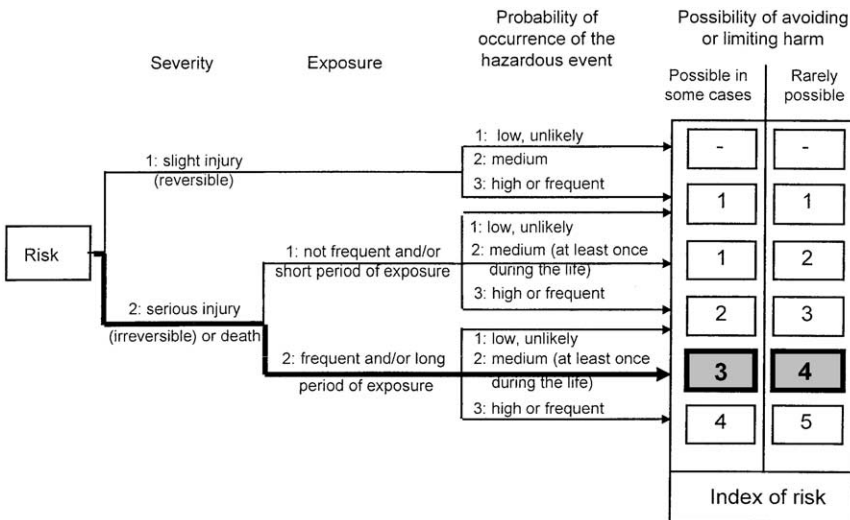 Severity
Exposure
Probability of
occurrence of the
hazardous event
Possibility of avoiding
or limiting harm
Possible in
some cases
Rarely
possible
Risk
1: slight injury
(reversible)
2: serious injury
(irreversible) or death
1: not frequent and/or
short period of exposure
2: frequent and/or long
period of exposure
1: low, unlikely
2: medium
3: high or frequent
1: low, unlikely
2: medium (at least once
during the life)
3: high or frequent
1: low, unlikely
2: medium (at least once
during the life)
3: high or frequent
- -
1 1
1 2
2 3
3 4
4 5
Index of risk